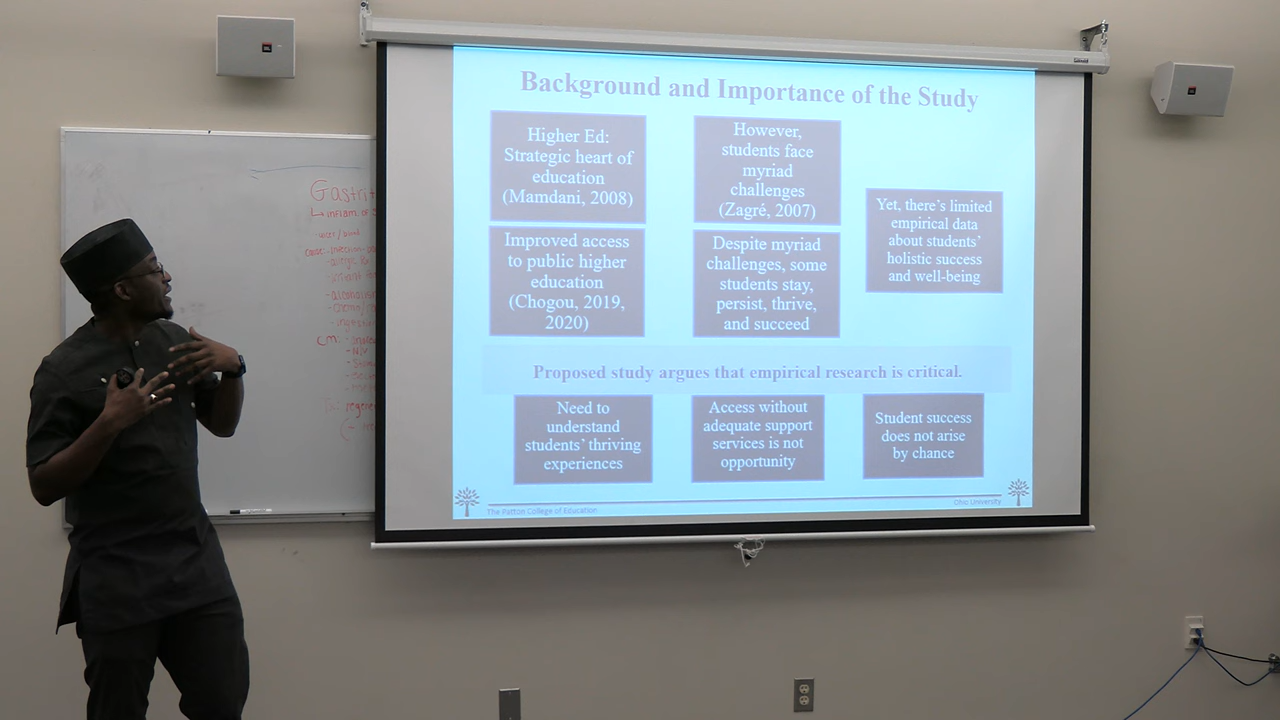 Background and Importance of the Study
Higher Ed:
Strategic heart of
education
(Mamdani, 2008)
However,
students face
myriad
challenges
(Zagré, 2007)
Improved access
to public higher
education
(Chogou, 2019,
2020)
Despite myriad
challenges, some
students stay,
persist, thrive,
and succeed
Yet, there's limited
empirical data
about students'
holistic success
and well-being
Proposed study argues that empirical research is critical.
Need to
understand
students' thriving
experiences
Access without
adequate support
services is not
opportunity
Student success
does not arise
by chance
The Patton College of Education
Ohio University
inflam. of